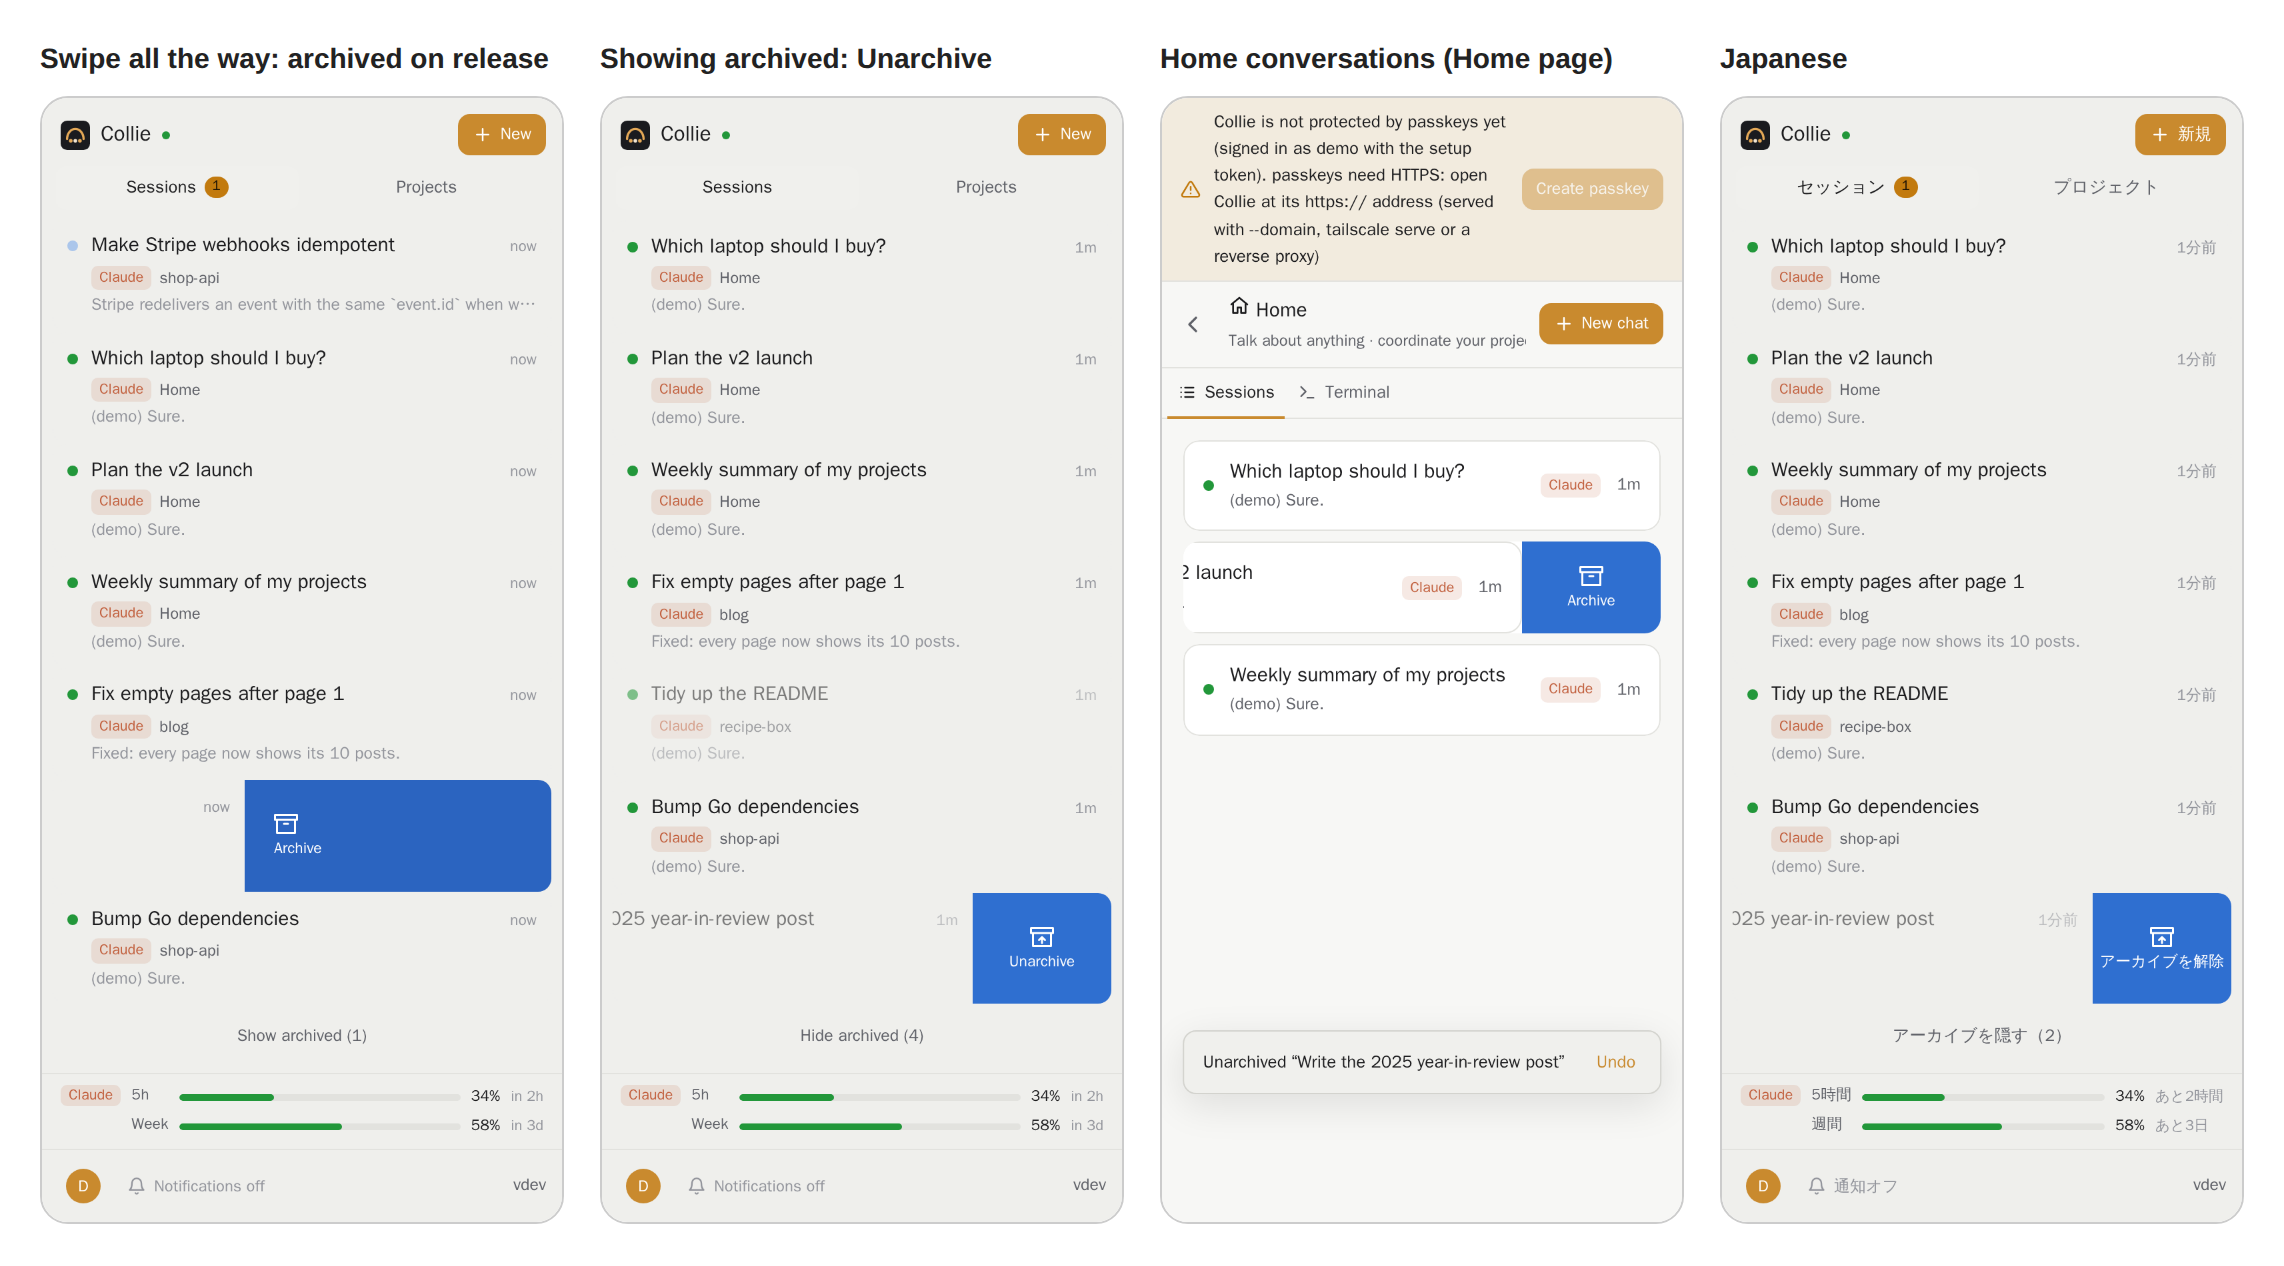 Swipe all the way: archived on release
Collie
New
Sessions 1
Projects
Make Stripe webhooks idempotent now
Claude shop-api
Stripe redelivers an event with the same `event.id` when w…
Which laptop should I buy? now
Claude Home
(demo) Sure.
Plan the v2 launch now
Claude Home
(demo) Sure.
Weekly summary of my projects now
Claude Home
(demo) Sure.
Fix empty pages after page 1 now
Claude blog
Fixed: every page now shows its 10 posts.
now
Archive
Bump Go dependencies now
Claude shop-api
(demo) Sure.
Show archived (1)
Claude 5h 34% in 2h
Week 58% in 3d
D Notifications off vdev
Showing archived: Unarchive
Collie
New
Sessions
Projects
Which laptop should I buy? 1m
Claude Home
(demo) Sure.
Plan the v2 launch 1m
Claude Home
(demo) Sure.
Weekly summary of my projects 1m
Claude Home
(demo) Sure.
Fix empty pages after page 1 1m
Claude blog
Fixed: every page now shows its 10 posts.
Tidy up the README 1m
Claude recipe-box
(demo) Sure.
Bump Go dependencies 1m
Claude shop-api
(demo) Sure.
025 year-in-review post 1m
Unarchive
Hide archived (4)
Claude 5h 34% in 2h
Week 58% in 3d
D Notifications off vdev
Home conversations (Home page)
Collie is not protected by passkeys yet
(signed in as demo with the setup
token). passkeys need HTTPS: open
Collie at its https:// address (served
with --domain, tailscale serve or a
reverse proxy)
Create passkey
Home
Talk about anything · coordinate your proje
New chat
Sessions
Terminal
Which laptop should I buy?
(demo) Sure.
Claude 1m
2 launch
Claude 1m
Archive
Weekly summary of my projects
(demo) Sure.
Claude 1m
Unarchived “Write the 2025 year-in-review post” Undo
Japanese
Collie
新規
セッション 1
プロジェクト
Which laptop should I buy? 1分前
Claude Home
(demo) Sure.
Plan the v2 launch 1分前
Claude Home
(demo) Sure.
Weekly summary of my projects 1分前
Claude Home
(demo) Sure.
Fix empty pages after page 1 1分前
Claude blog
Fixed: every page now shows its 10 posts.
Tidy up the README 1分前
Claude recipe-box
(demo) Sure.
Bump Go dependencies 1分前
Claude shop-api
(demo) Sure.
025 year-in-review post 1分前
アーカイブを解除
アーカイブを隠す（2）
Claude 5時間 34% あと2時間
週間 58% あと3日
D 通知オフ vdev